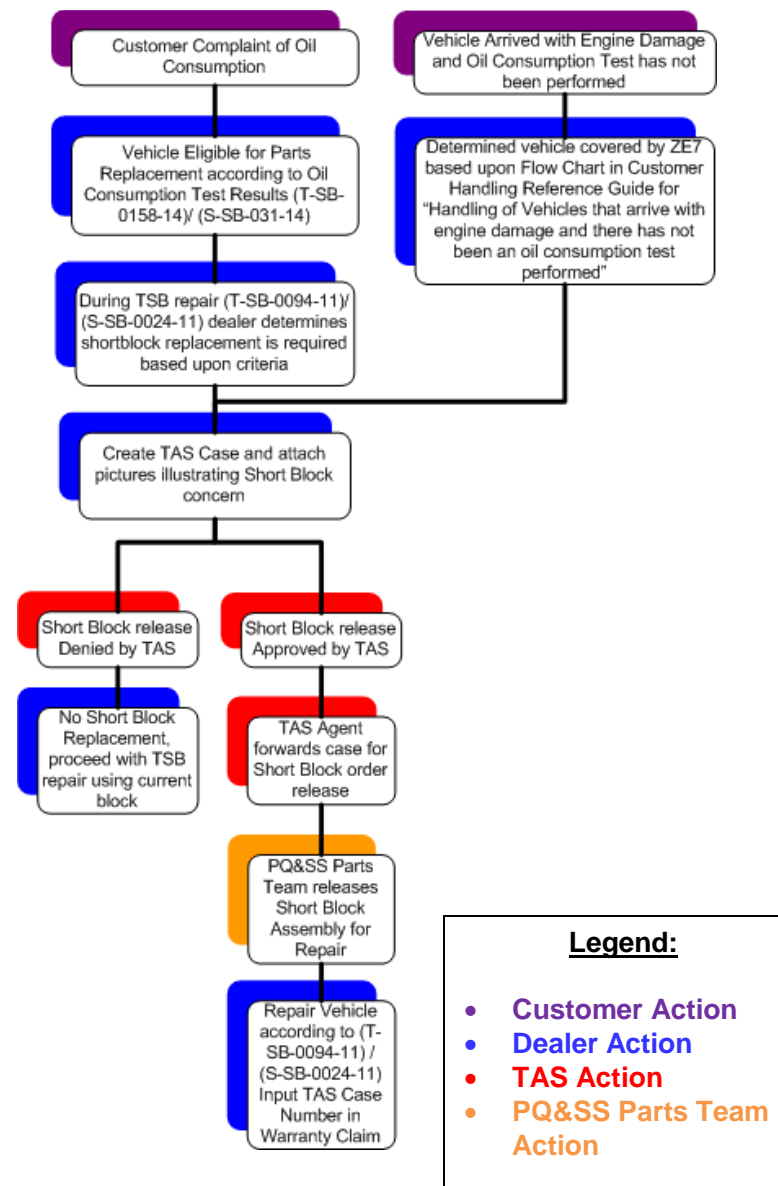 Customer Complaint of Oil
Consumption
Vehicle Arrived with Engine Damage
and Oil Consumption Test has not
been performed
Vehicle Eligible for Parts
Replacement according to Oil
Consumption Test Results (T-SB-
0158-14)/ (S-SB-031-14)
Determined vehicle covered by ZE7
based upon Flow Chart in Customer
Handling Reference Guide for
“Handling of Vehicles that arrive with
engine damage and there has not
been an oil consumption test
performed”
During TSB repair (T-SB-0094-11)/
(S-SB-0024-11) dealer determines
shortblock replacement is required
based upon criteria
Create TAS Case and attach
pictures illustrating Short Block
concern
Short Block release
Denied by TAS
Short Block release
Approved by TAS
No Short Block
Replacement,
proceed with TSB
repair using current
block
TAS Agent
forwards case for
Short Block order
release
PQ&SS Parts
Team releases
Short Block
Assembly for
Repair
Repair Vehicle
according to (T-
SB-0094-11) /
(S-SB-0024-11)
Input TAS Case
Number in
Warranty Claim
Legend:
• Customer Action
• Dealer Action
• TAS Action
• PQ&SS Parts Team
Action